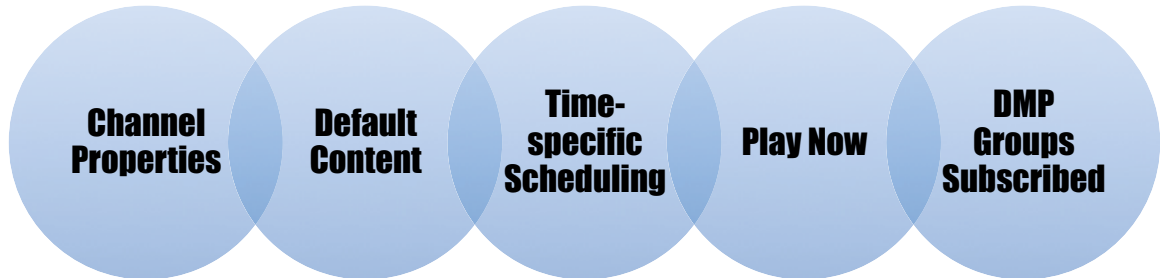 Channel
Properties
Default
Content
Time-
specific
Scheduling
Play Now
DMP
Groups
Subscribed